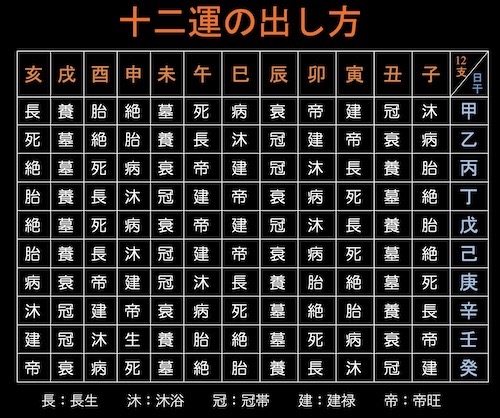 十二運の出し方
亥 戌 酉 申 未 午 巳 辰 卯 寅 丑 子 12支 日干
長 養 胎 絶 墓 死 病 衰 帝 建 冠 沐 甲
死 墓 絶 胎 養 長 沐 冠 建 帝 衰 病 乙
絶 墓 死 病 衰 帝 建 冠 沐 長 養 胎 丙
胎 養 長 沐 冠 建 帝 衰 病 死 墓 絶 丁
絶 墓 死 病 衰 帝 建 冠 沐 長 養 胎 戊
胎 養 長 沐 冠 建 帝 衰 病 死 墓 絶 己
病 衰 帝 建 冠 沐 長 養 胎 絶 墓 死 庚
沐 冠 建 帝 衰 病 死 墓 絶 胎 養 長 辛
建 冠 沐 生 養 胎 絶 墓 死 病 衰 帝 壬
帝 衰 病 死 墓 絶 胎 養 長 沐 冠 建 癸
長：長生 沐：沐浴 冠：冠帯 建：建禄 帝：帝旺